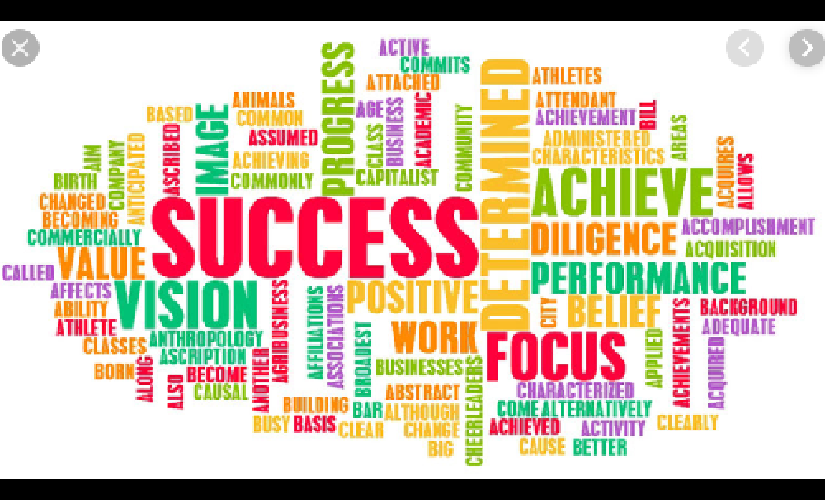 ACTIVE
COMMITS
ATTACHED
PROGRESS
DETERMINED
ATHLETES
ATTENDANT
ACHIEVEMENT
BILL
ADMINISTERED
CHARACTERISTICS
AREAS
ACQUIRES
ALLOWS
ANIMALS
COMMON
ASSUMED
ACHIEVING
COMMONLY
IMAGE
BASED
ASCRIBED
AGE
CLASS
BUSINESS
ACADEMIC
CAPITALIST
COMMUNITY
AIM
BIRTH
COMPANY
ANTICIPATED
CHANGED
BECOMING
COMMERCIALLY
CALLED
VALUE
SUCCESS
ACHIEVE
DILIGENCE
ACCOMPLISHMENT
ACQUISITION
PERFORMANCE
AFFECTS
ABILITY
ATHLETE
CLASSES
BORN
VISION
ANTHROPOLOGY
ASCRIPTION
ALONG
ALSO
BECOME
CAUSAL
ANOTHER
AGRIBUSINESS
AFFILIATIONS
ASSOCIATIONS
POSITIVE
BROADEST
WORK
BUSINESSES
CITY
BELIEF
BACKGROUND
ADEQUATE
FOCUS
APPLIED
ACHIEVEMENTS
ACQUIRED
BUILDING
BUSY
BASIS
BAR
CLEAR
ABSTRACT
ALTHOUGH
CHANGE
BIG
CHEERLEADERS
CHARACTERIZED
COME
ALTERNATIVELY
ACHIEVED
ACTIVITY
CLEARLY
CAUSE
BETTER